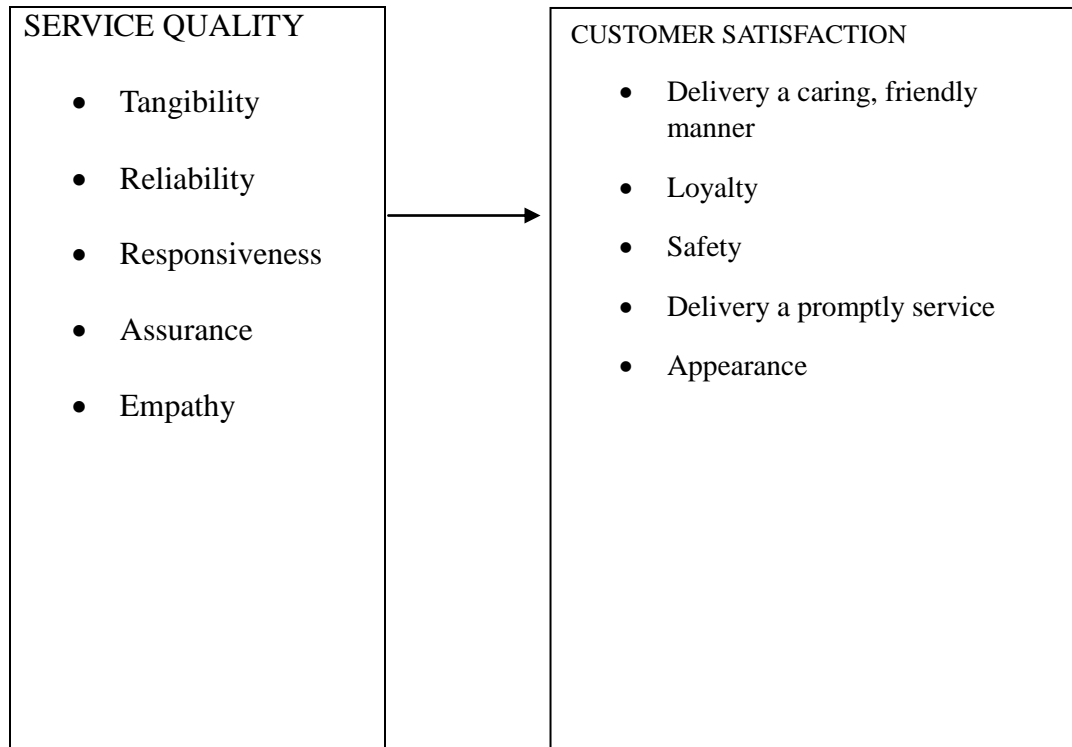 SERVICE QUALITY
• Tangibility
• Reliability
• Responsiveness
• Assurance
• Empathy
CUSTOMER SATISFACTION
• Delivery a caring, friendly
manner
• Loyalty
• Safety
• Delivery a promptly service
• Appearance